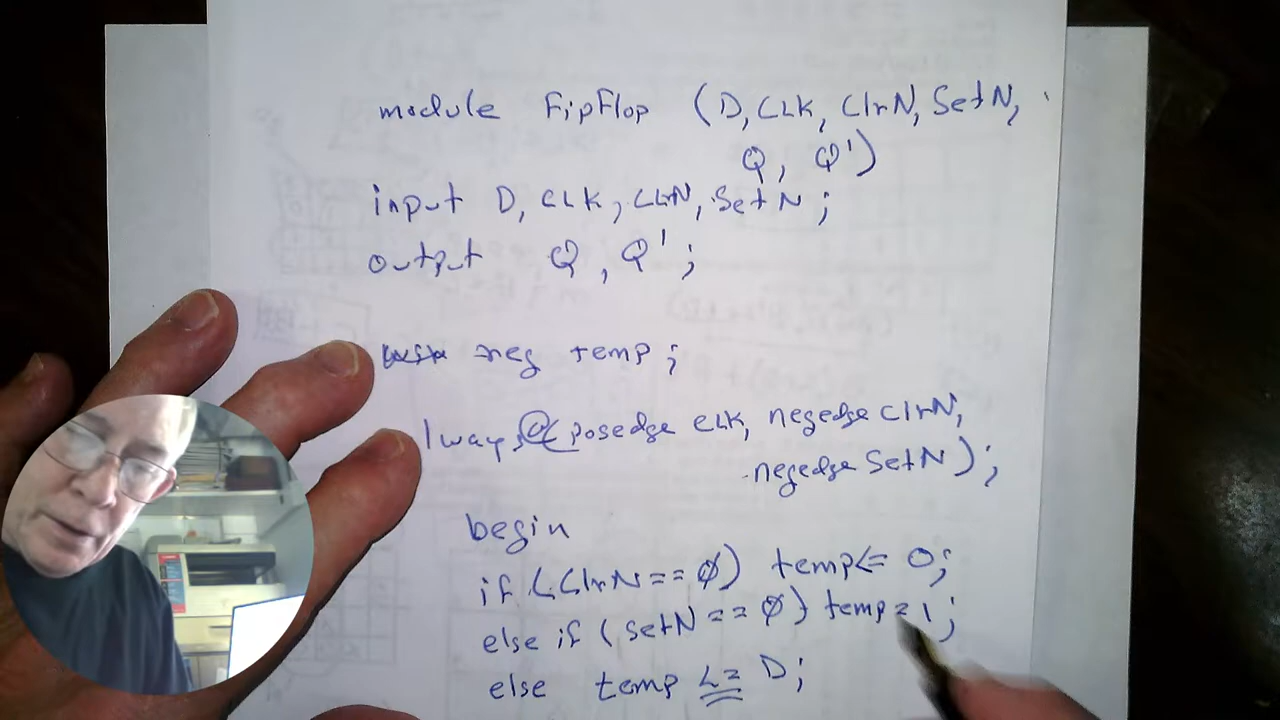 module FipFlop (D, CLK, ClrN, SetN,
Q, Q')
input D, CLK, ClrN, SetN;
output Q, Q';
reg temp;
lways @( posedge CLK, negedge ClrN,
negedge SetN);
begin
if (ClrN == 0) temp <= 0;
else if (SetN == 0) temp = 1;
else temp <= D;